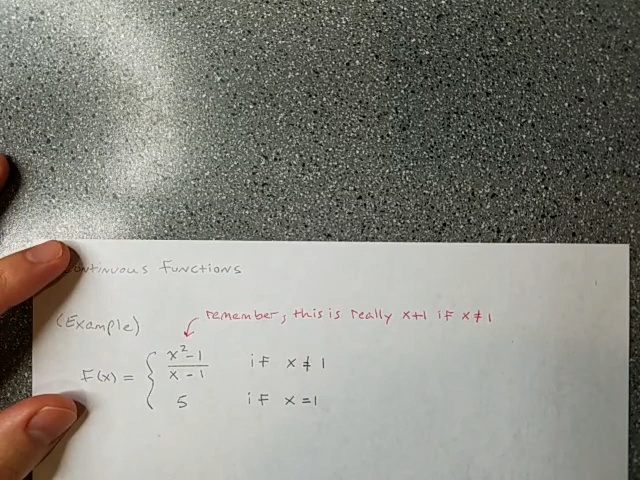 Continuous Functions
(Example)
remember, this is really x+1 if x≠1
F(x) = { x²-1 / x-1 if x ≠ 1
5 if x = 1